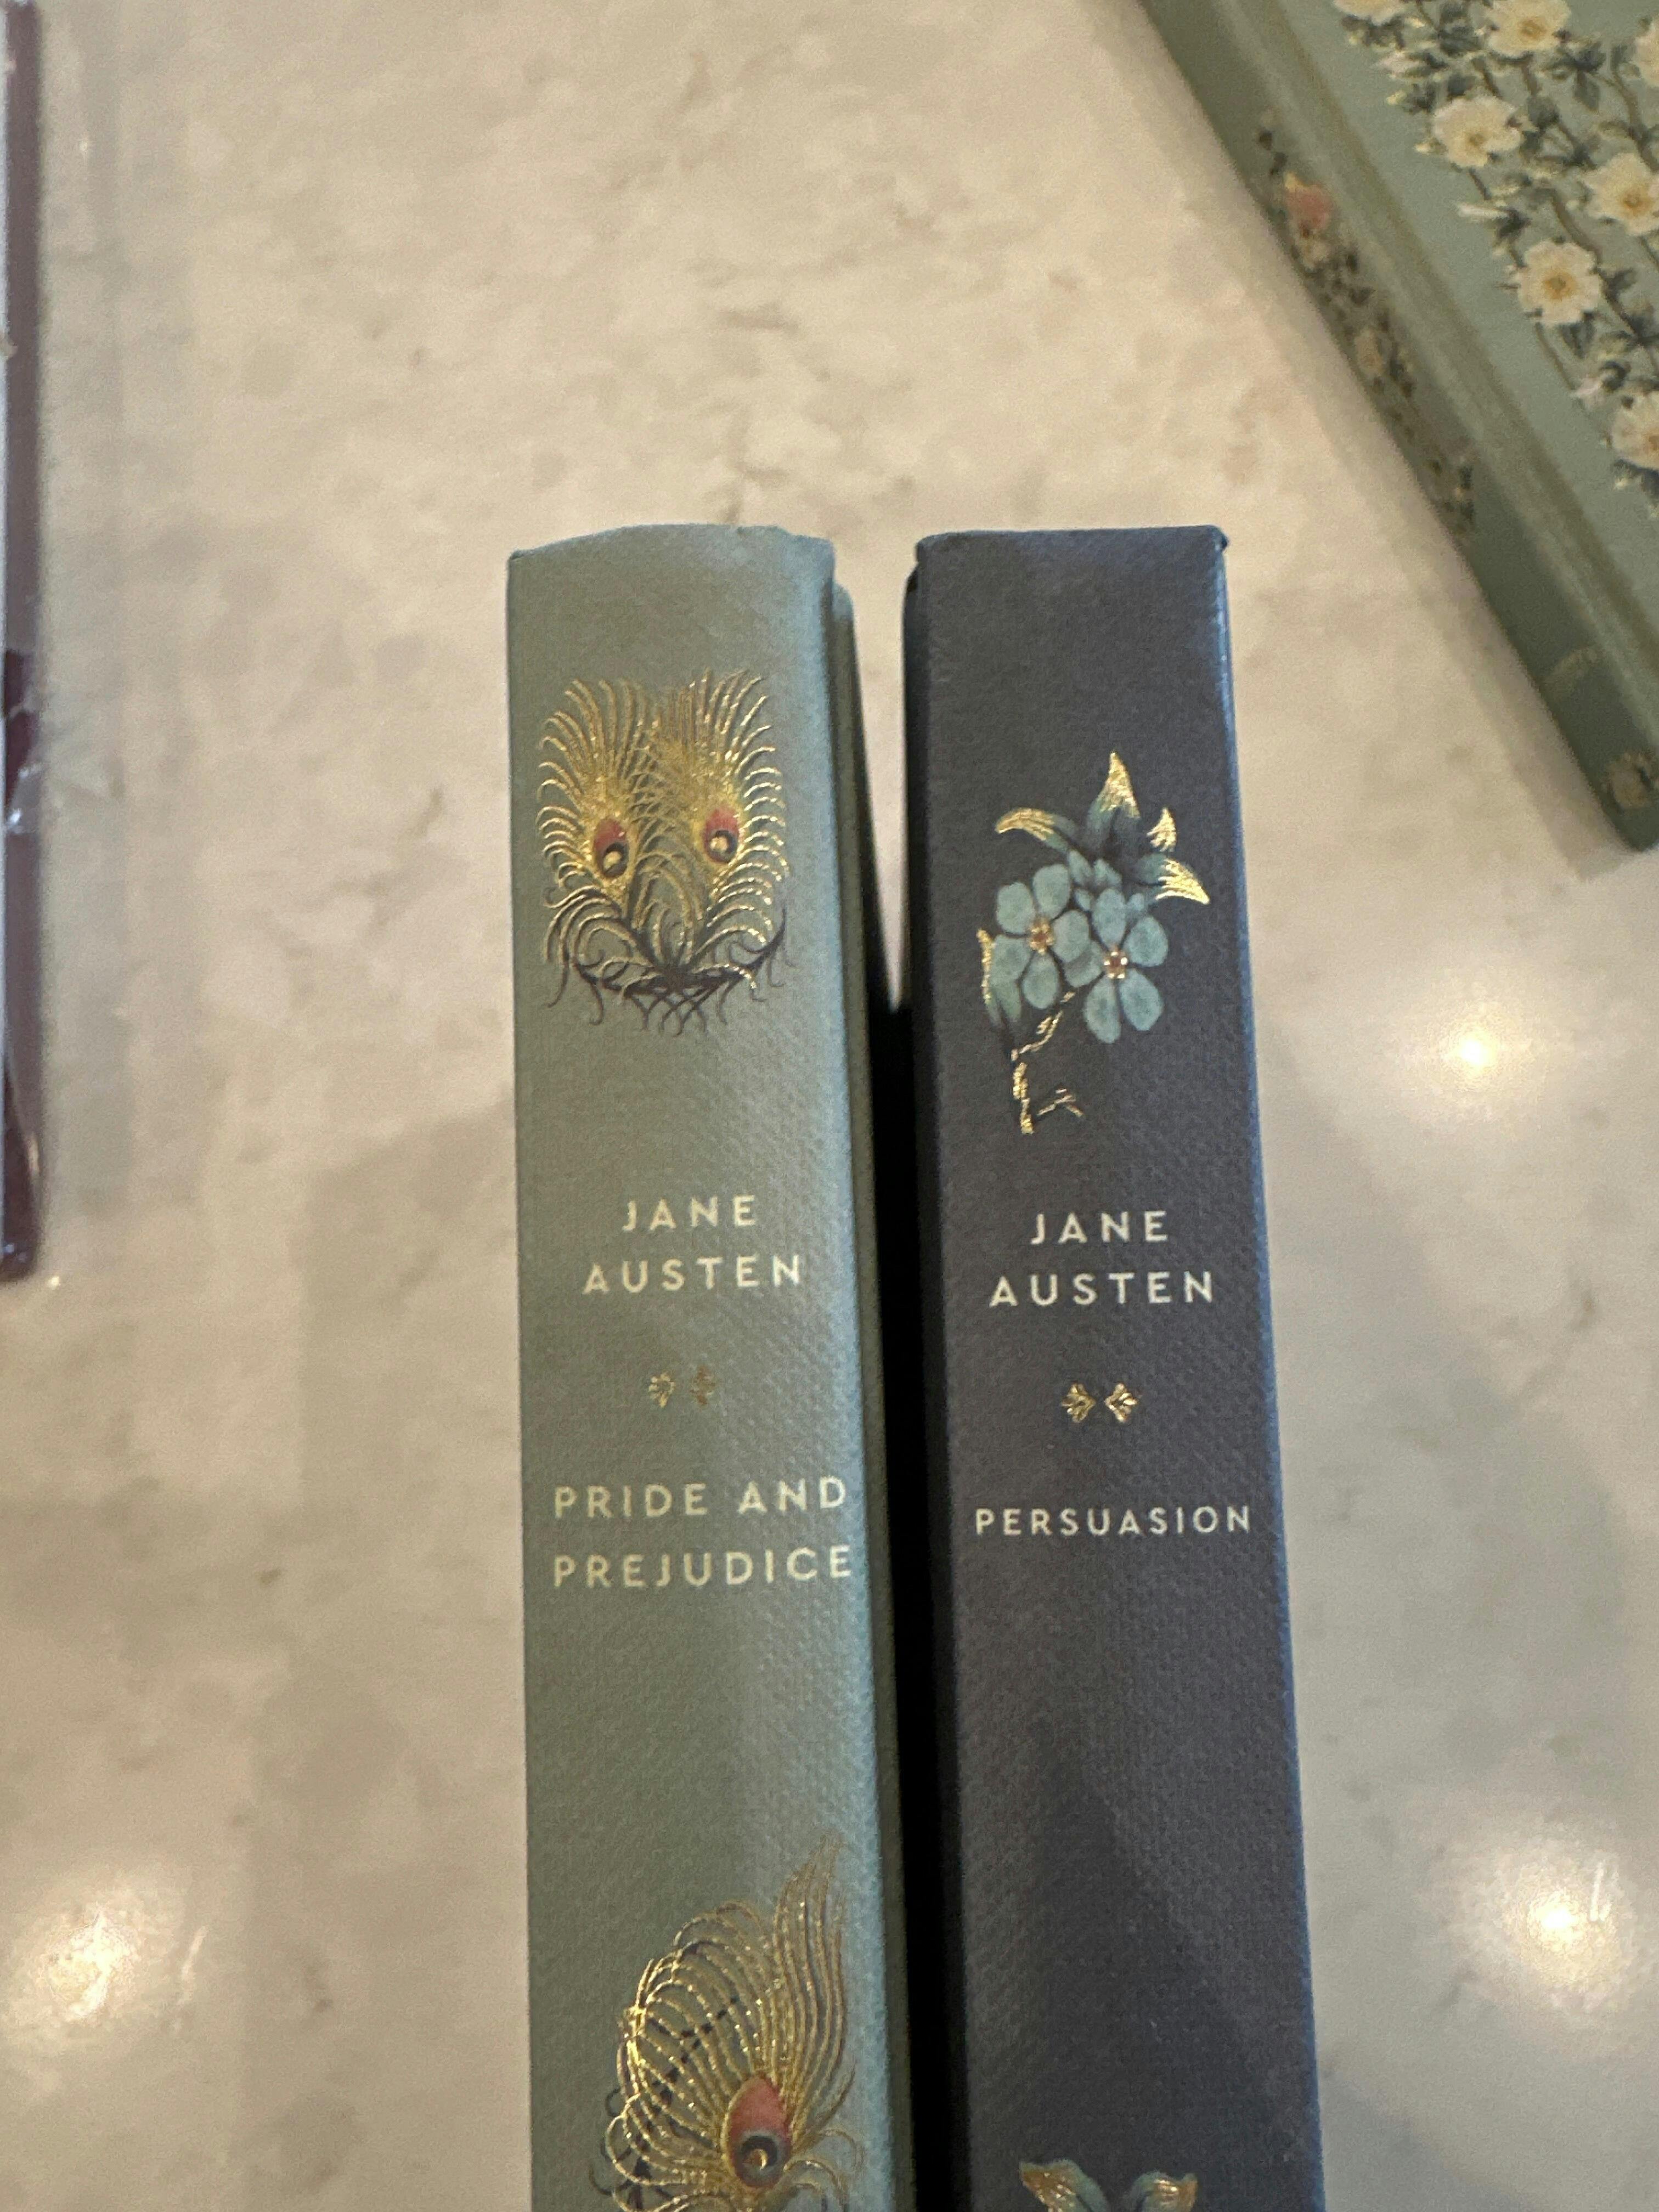 JANE
AUSTEN
PRIDE AND
PREJUDICE
JANE
AUSTEN
PERSUASION